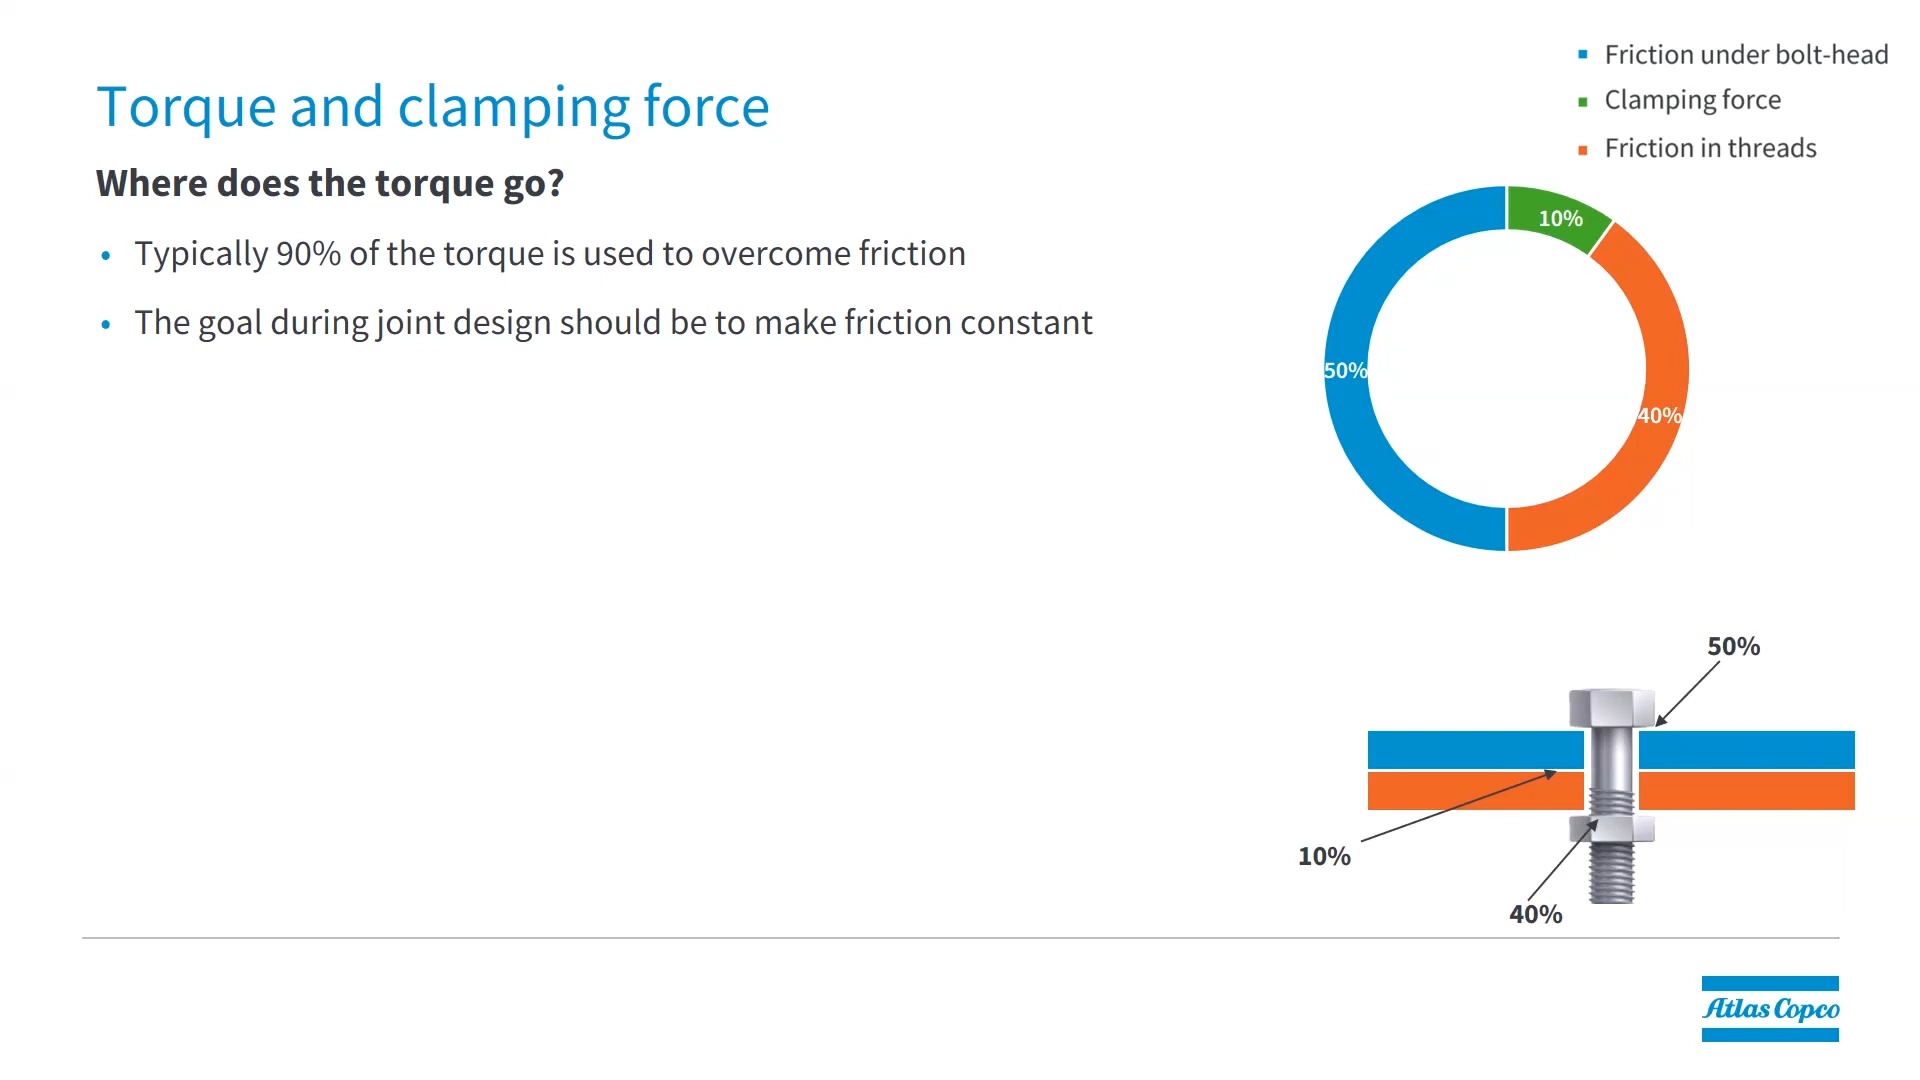 Torque and clamping force
Where does the torque go?
• Typically 90% of the torque is used to overcome friction
• The goal during joint design should be to make friction constant
Friction under bolt-head
Clamping force
Friction in threads
10%
50%
40%
50%
10%
40%
Atlas Copco